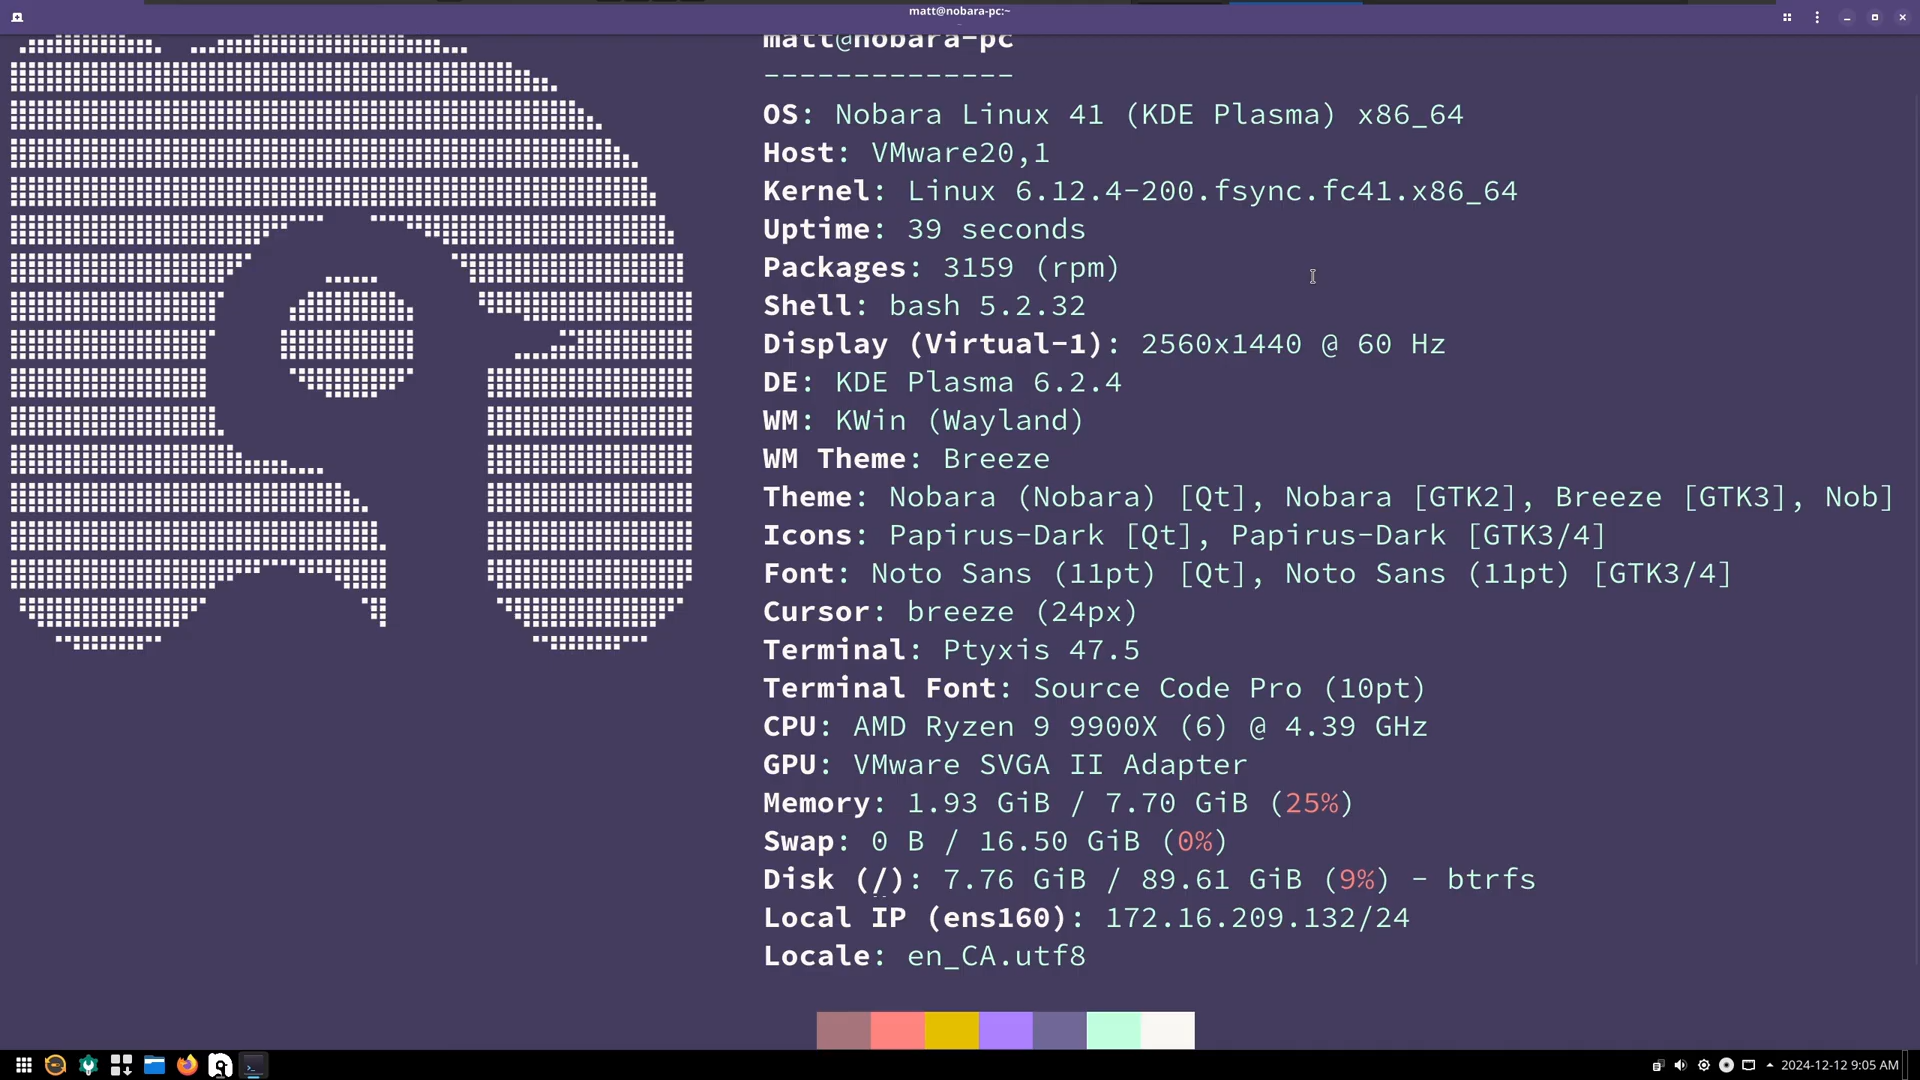 matt@nobara-pc:~
matt@nobara-pc
--------------
OS: Nobara Linux 41 (KDE Plasma) x86_64
Host: VMware20,1
Kernel: Linux 6.12.4-200.fsync.fc41.x86_64
Uptime: 39 seconds
Packages: 3159 (rpm)
Shell: bash 5.2.32
Display (Virtual-1): 2560x1440 @ 60 Hz
DE: KDE Plasma 6.2.4
WM: KWin (Wayland)
WM Theme: Breeze
Theme: Nobara (Nobara) [Qt], Nobara [GTK2], Breeze [GTK3], Nob]
Icons: Papirus-Dark [Qt], Papirus-Dark [GTK3/4]
Font: Noto Sans (11pt) [Qt], Noto Sans (11pt) [GTK3/4]
Cursor: breeze (24px)
Terminal: Ptyxis 47.5
Terminal Font: Source Code Pro (10pt)
CPU: AMD Ryzen 9 9900X (6) @ 4.39 GHz
GPU: VMware SVGA II Adapter
Memory: 1.93 GiB / 7.70 GiB (25%)
Swap: 0 B / 16.50 GiB (0%)
Disk (/): 7.76 GiB / 89.61 GiB (9%) - btrfs
Local IP (ens160): 172.16.209.132/24
Locale: en_CA.utf8
2024-12-12 9:05 AM